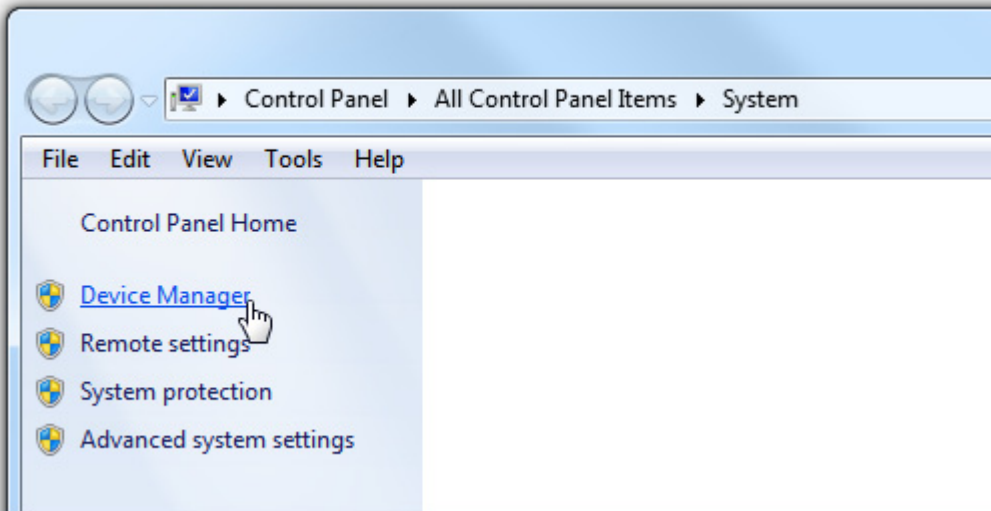 Control Panel ▸ All Control Panel Items ▸ System
File Edit View Tools Help
Control Panel Home
Device Manager
Remote settings
System protection
Advanced system settings